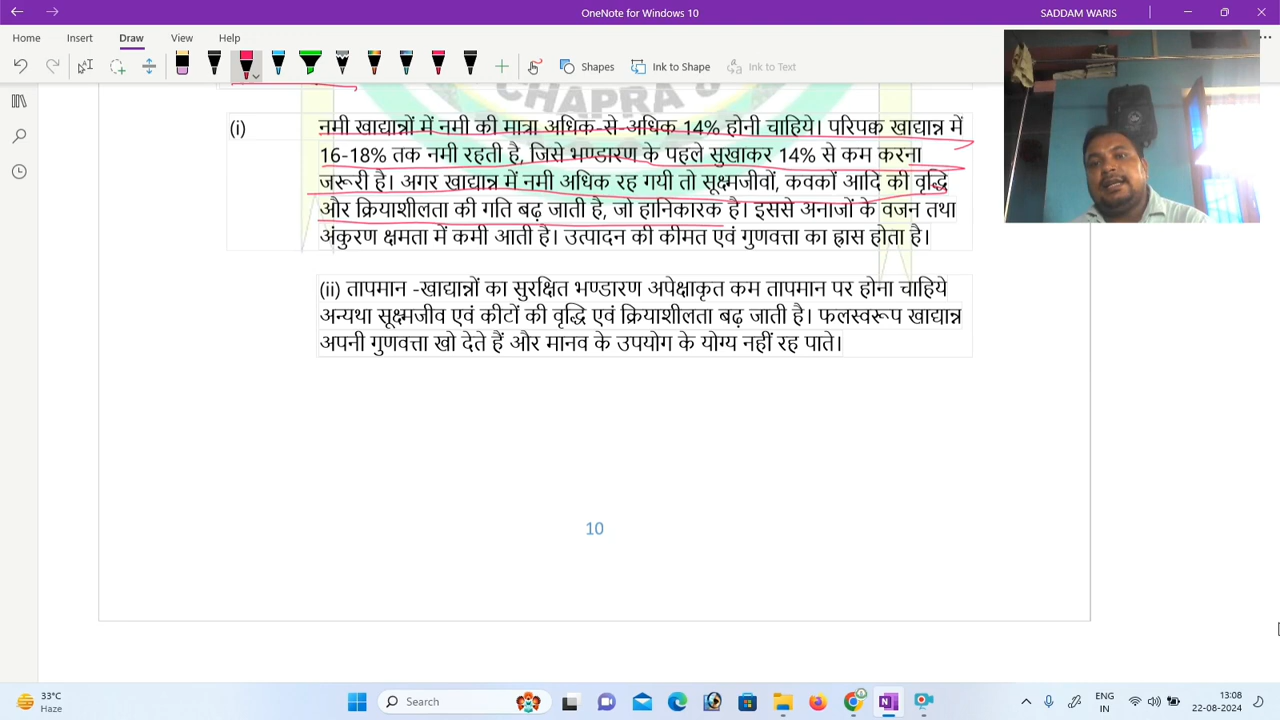 OneNote for Windows 10
SADDAM WARIS
Home Insert Draw View Help
Shapes Ink to Shape Ink to Text
CHAPRA
(i) नमी खाद्यान्नों में नमी की मात्रा अधिक-से-अधिक 14% होनी चाहिये। परिपक्व खाद्यान्न में
16-18% तक नमी रहती है, जिसे भण्डारण के पहले सुखाकर 14% से कम करना
जरूरी है। अगर खाद्यान्न में नमी अधिक रह गयी तो सूक्ष्मजीवों, कवकों आदि की वृद्धि
और क्रियाशीलता की गति बढ़ जाती है, जो हानिकारक है। इससे अनाजों के वजन तथा
अंकुरण क्षमता में कमी आती है। उत्पादन की कीमत एवं गुणवत्ता का ह्रास होता है।
(ii) तापमान -खाद्यान्नों का सुरक्षित भण्डारण अपेक्षाकृत कम तापमान पर होना चाहिये
अन्यथा सूक्ष्मजीव एवं कीटों की वृद्धि एवं क्रियाशीलता बढ़ जाती है। फलस्वरूप खाद्यान्न
अपनी गुणवत्ता खो देते हैं और मानव के उपयोग के योग्य नहीं रह पाते।
10
33°C
Haze
Search
ENG
IN
13:08
22-08-2024